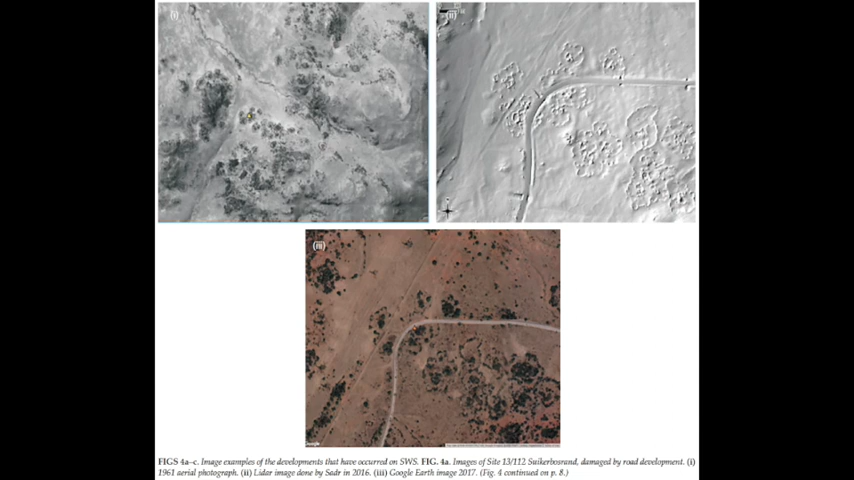 (i)
(ii)
(iii)
Google
FIGS 4a–c. Image examples of the developments that have occurred on SWS. FIG. 4a. Images of Site 13/112 Suikerbosrand, damaged by road development. (i)
1961 aerial photograph. (ii) Lidar image done by Sadr in 2016. (iii) Google Earth image 2017. (Fig. 4 continued on p. 8.)